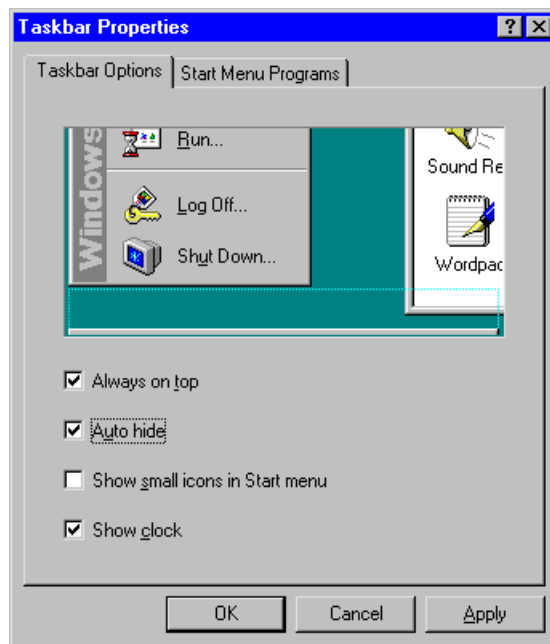 Taskbar Properties
Taskbar Options
Start Menu Programs
Windows
Run...
Log Off...
Shut Down...
Sound Re
Wordpad
Always on top
Auto hide
Show small icons in Start menu
Show clock
OK
Cancel
Apply